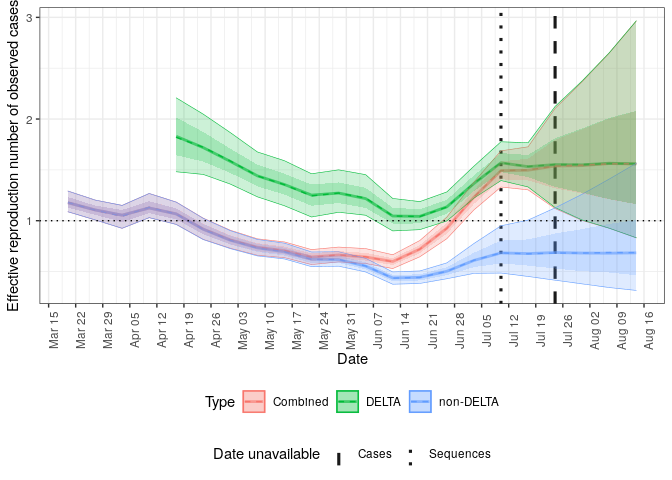 Effective reproduction number of observed cases
3
2
1
Mar 15
Mar 22
Mar 29
Apr 05
Apr 12
Apr 19
Apr 26
May 03
May 10
May 17
May 24
May 31
Jun 07
Jun 14
Jun 21
Jun 28
Jul 05
Jul 12
Jul 19
Jul 26
Aug 02
Aug 09
Aug 16
Date
Type Combined DELTA non-DELTA
Date unavailable Cases Sequences